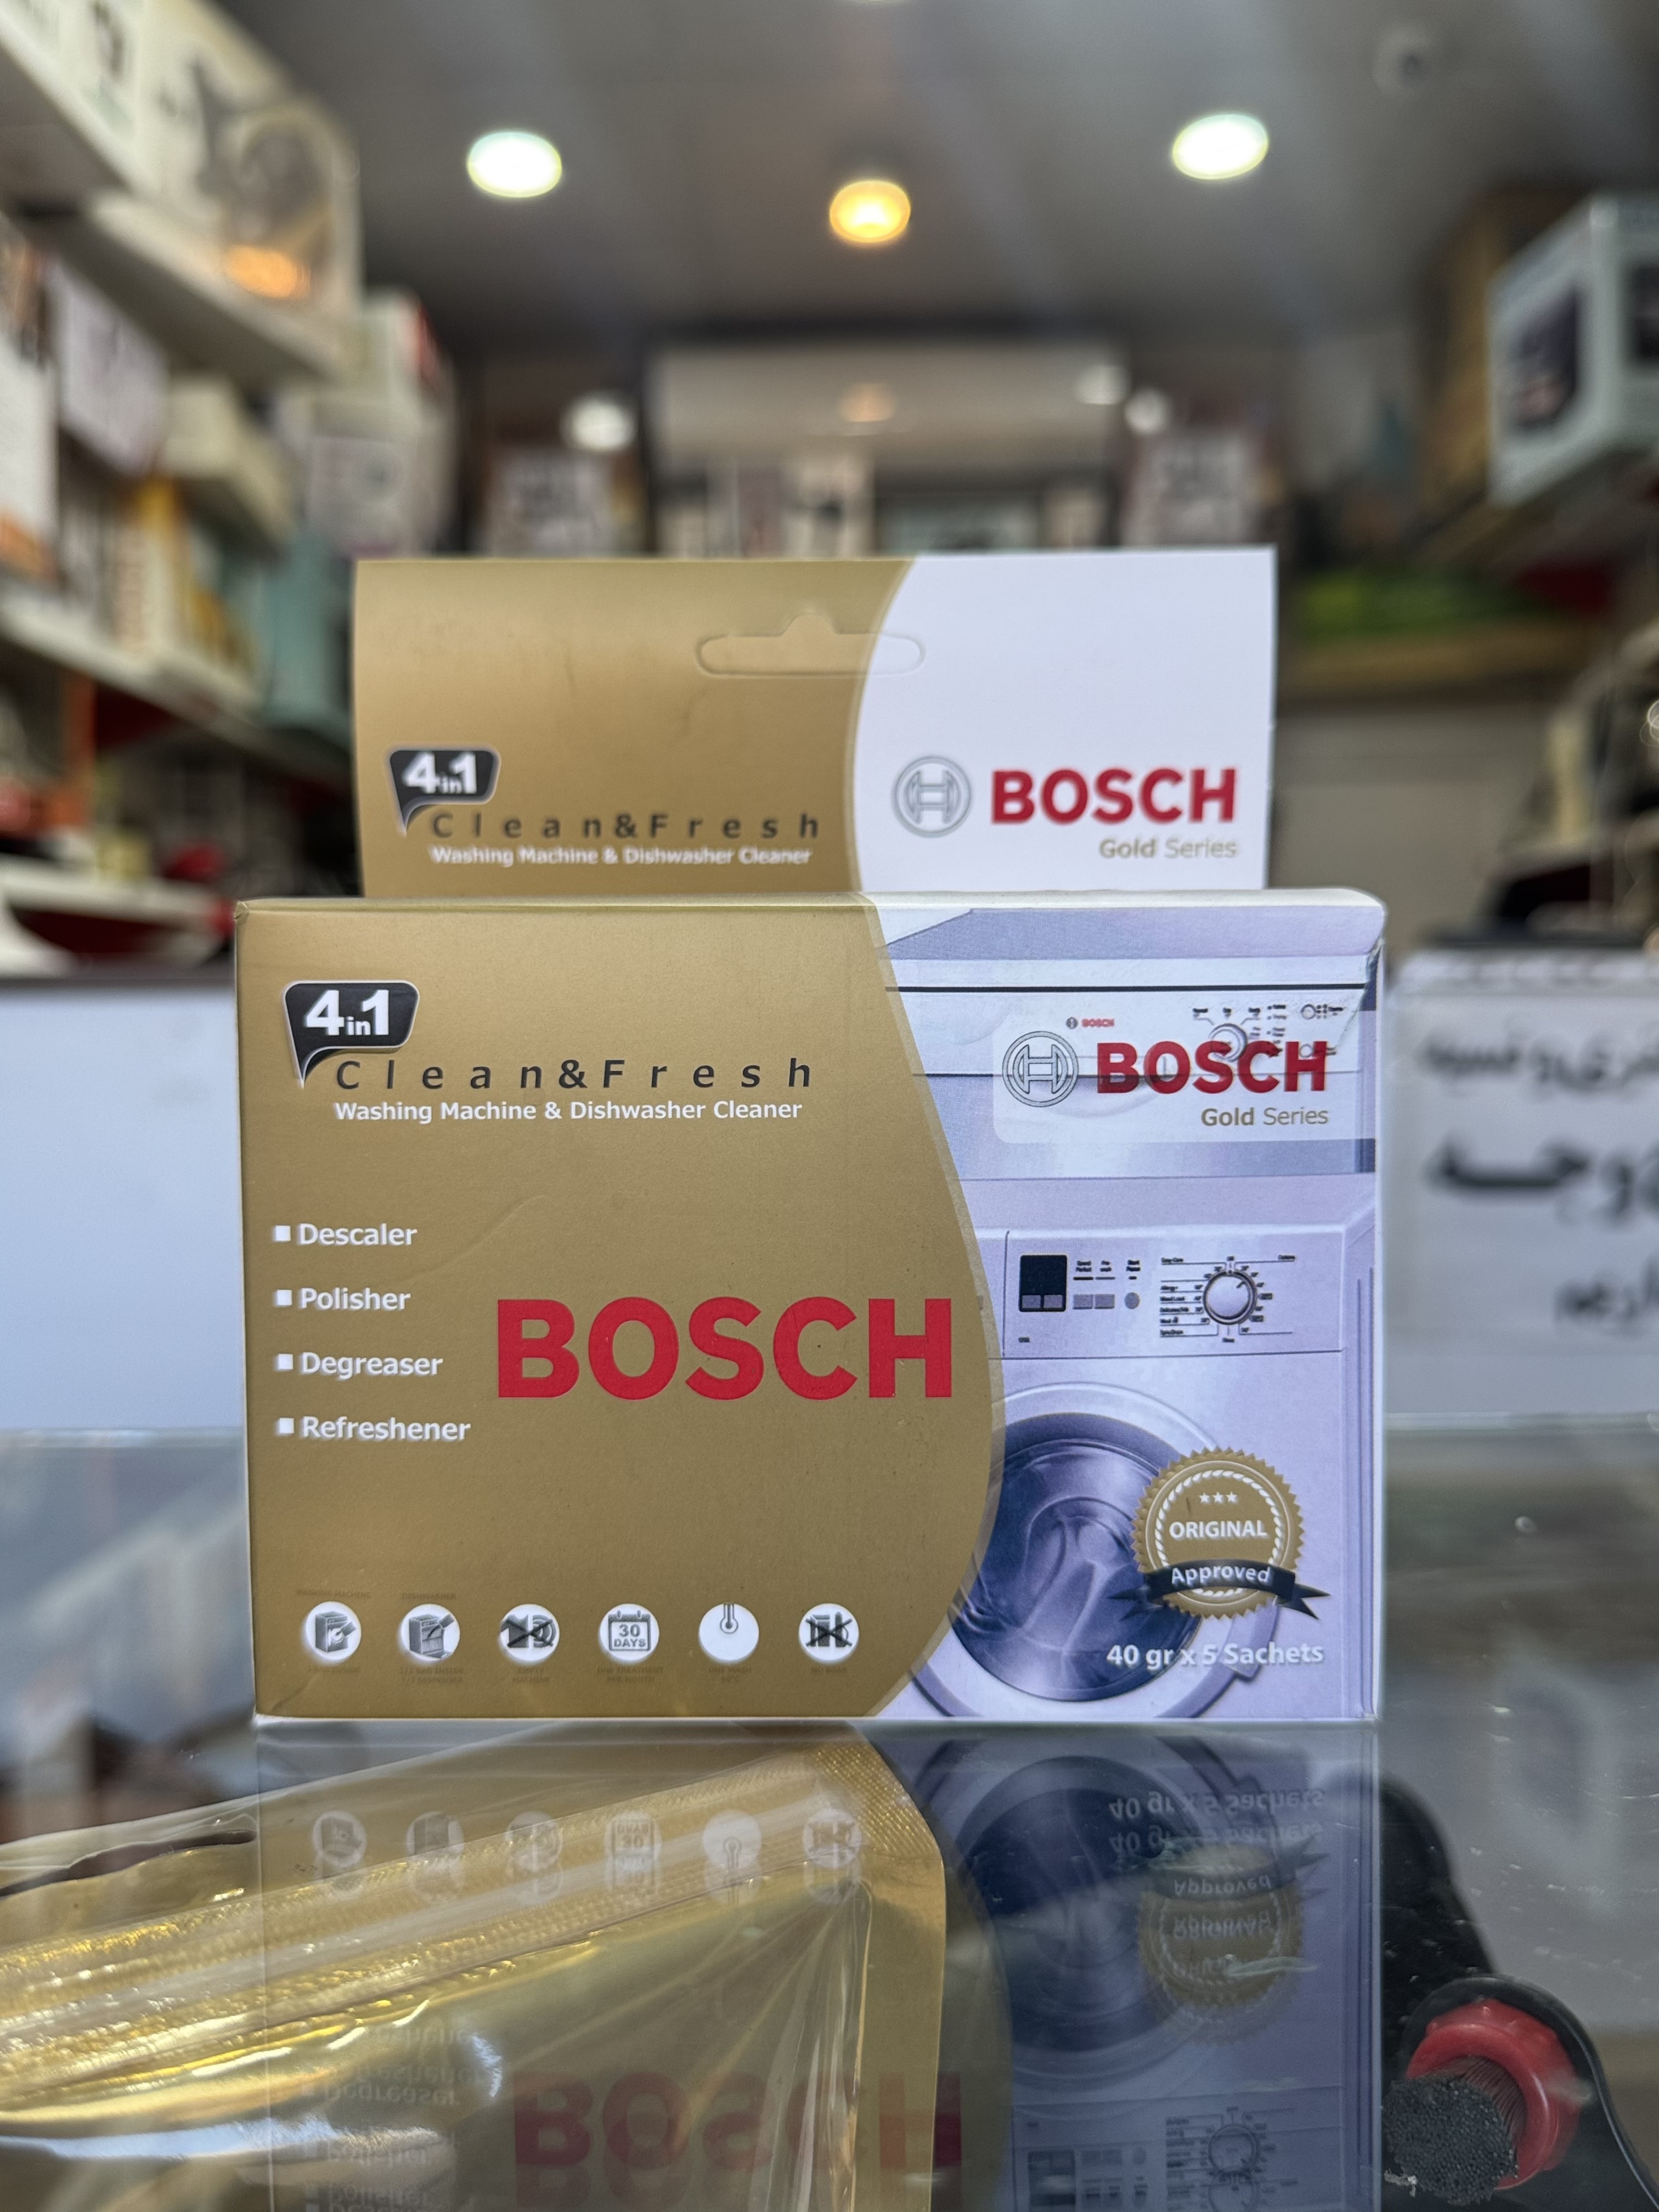 4in1
Clean&Fresh
Washing Machine & Dishwasher Cleaner
BOSCH
Gold Series
4in1
Clean&Fresh
Washing Machine & Dishwasher Cleaner
BOSCH
BOSCH
Gold Series
Descaler
Polisher
Degreaser
Refreshener
BOSCH
ORIGINAL
Approved
30
DAYS
40 gr x 5 Sachets